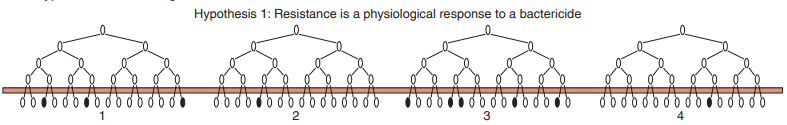 Hypothesis 1: Resistance is a physiological response to a bactericide
1 2 3 4